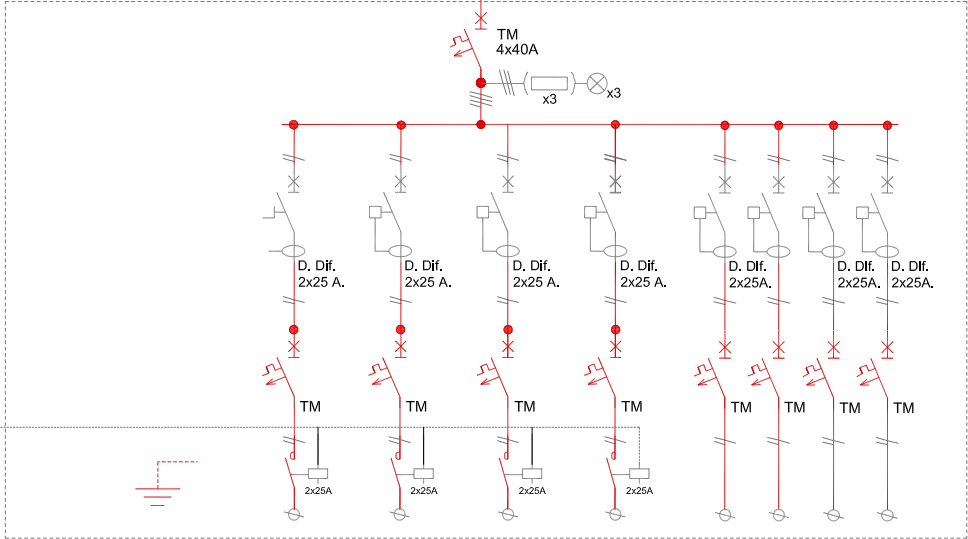 TM
4x40A
x3
x3
D. Dif.
2x25 A.
D. Dif.
2x25 A.
D. Dif.
2x25 A.
D. Dif.
2x25 A.
D. DIf.
2x25A.
D. DIf.
2x25A.
D. DIf.
2x25A.
TM
TM
TM
TM
TM
TM
TM
TM
2x25A
2x25A
2x25A
2x25A